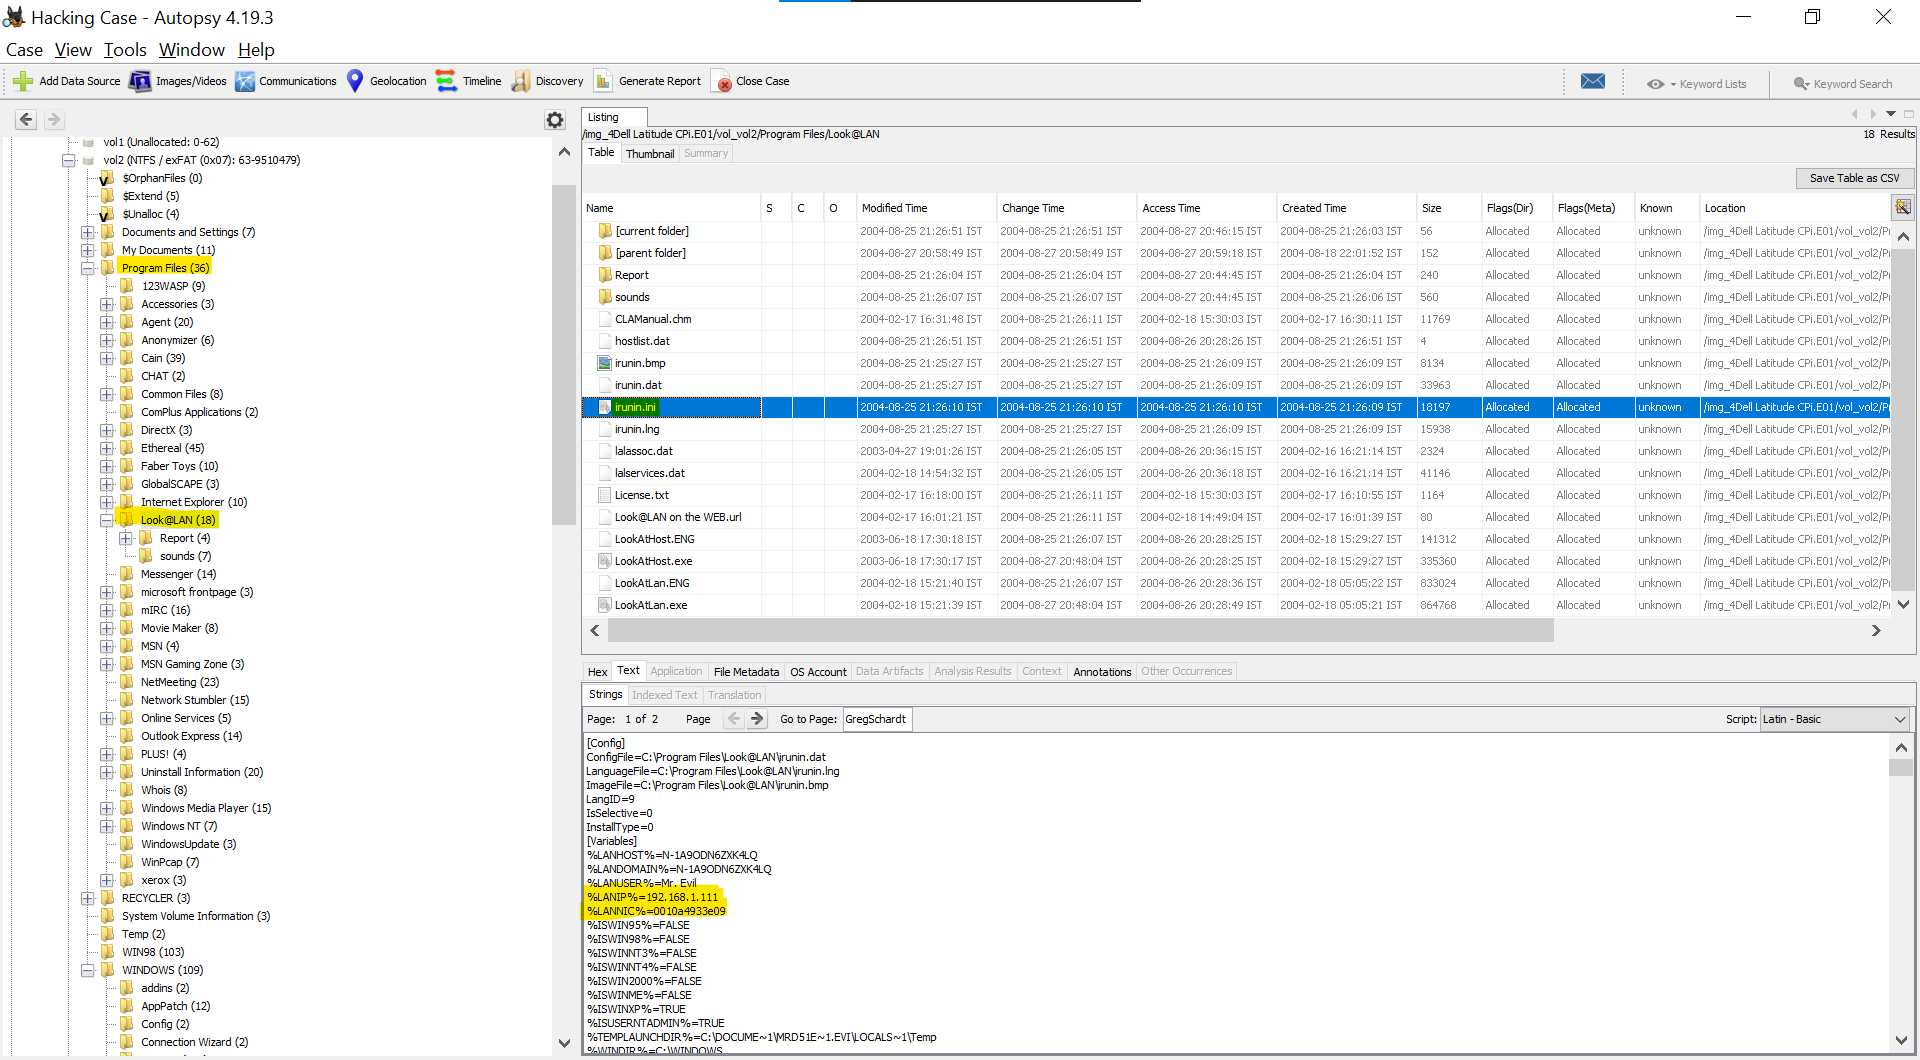 Hacking Case - Autopsy 4.19.3
Case View Tools Window Help
Add Data Source Images/Videos Communications Geolocation Timeline Discovery Generate Report Close Case Keyword Lists Keyword Search
vol1 (Unallocated: 0-62)
vol2 (NTFS / exFAT (0x07): 63-9510479)
$OrphanFiles (0)
$Extend (5)
$Unalloc (4)
Documents and Settings (7)
My Documents (11)
Program Files (36)
123WASP (9)
Accessories (3)
Agent (20)
Anonymizer (6)
Cain (39)
CHAT (2)
Common Files (8)
ComPlus Applications (2)
DirectX (3)
Ethereal (45)
Faber Toys (10)
GlobalSCAPE (3)
Internet Explorer (10)
Look@LAN (18)
Report (4)
sounds (7)
Messenger (14)
microsoft frontpage (3)
mIRC (16)
Movie Maker (8)
MSN (4)
MSN Gaming Zone (3)
NetMeeting (23)
Network Stumbler (15)
Online Services (5)
Outlook Express (14)
PLUS! (4)
Uninstall Information (20)
Whois (8)
Windows Media Player (15)
Windows NT (7)
WindowsUpdate (3)
WinPcap (7)
xerox (3)
RECYCLER (3)
System Volume Information (3)
Temp (2)
WIN98 (103)
WINDOWS (109)
addins (2)
AppPatch (12)
Config (2)
Connection Wizard (2)
Listing
/img_4Dell Latitude CPi.E01/vol_vol2/Program Files/Look@LAN 18 Results
Table Thumbnail Summary
Save Table as CSV
Name S C O Modified Time Change Time Access Time Created Time Size Flags(Dir) Flags(Meta) Known Location
[current folder] 2004-08-25 21:26:51 IST 2004-08-25 21:26:51 IST 2004-08-27 20:46:15 IST 2004-08-25 21:26:03 IST 56 Allocated Allocated unknown /img_4Dell Latitude CPi.E01/vol_vol2/Pr
[parent folder] 2004-08-27 20:58:49 IST 2004-08-27 20:58:49 IST 2004-08-27 20:59:18 IST 2004-08-18 22:01:52 IST 152 Allocated Allocated unknown /img_4Dell Latitude CPi.E01/vol_vol2/Pr
Report 2004-08-25 21:26:04 IST 2004-08-25 21:26:04 IST 2004-08-27 20:44:45 IST 2004-08-25 21:26:04 IST 240 Allocated Allocated unknown /img_4Dell Latitude CPi.E01/vol_vol2/Pr
sounds 2004-08-25 21:26:07 IST 2004-08-25 21:26:07 IST 2004-08-27 20:44:45 IST 2004-08-25 21:26:06 IST 560 Allocated Allocated unknown /img_4Dell Latitude CPi.E01/vol_vol2/Pr
CLAManual.chm 2004-02-17 16:31:48 IST 2004-08-25 21:26:11 IST 2004-02-18 15:30:03 IST 2004-02-17 16:30:11 IST 11769 Allocated Allocated unknown /img_4Dell Latitude CPi.E01/vol_vol2/Pr
hostlist.dat 2004-08-25 21:26:51 IST 2004-08-25 21:26:51 IST 2004-08-26 20:28:26 IST 2004-08-25 21:26:51 IST 4 Allocated Allocated unknown /img_4Dell Latitude CPi.E01/vol_vol2/Pr
irunin.bmp 2004-08-25 21:25:27 IST 2004-08-25 21:25:27 IST 2004-08-25 21:26:09 IST 2004-08-25 21:26:09 IST 8134 Allocated Allocated unknown /img_4Dell Latitude CPi.E01/vol_vol2/Pr
irunin.dat 2004-08-25 21:25:27 IST 2004-08-25 21:25:27 IST 2004-08-25 21:26:09 IST 2004-08-25 21:26:09 IST 33963 Allocated Allocated unknown /img_4Dell Latitude CPi.E01/vol_vol2/Pr
irunin.ini 2004-08-25 21:26:10 IST 2004-08-25 21:26:10 IST 2004-08-25 21:26:10 IST 2004-08-25 21:26:09 IST 18197 Allocated Allocated unknown /img_4Dell Latitude CPi.E01/vol_vol2/Pr
irunin.lng 2004-08-25 21:25:27 IST 2004-08-25 21:25:27 IST 2004-08-25 21:26:09 IST 2004-08-25 21:26:09 IST 15938 Allocated Allocated unknown /img_4Dell Latitude CPi.E01/vol_vol2/Pr
lalassoc.dat 2003-04-27 19:01:26 IST 2004-08-25 21:26:05 IST 2004-08-26 20:36:15 IST 2004-02-16 16:21:14 IST 2324 Allocated Allocated unknown /img_4Dell Latitude CPi.E01/vol_vol2/Pr
lalservices.dat 2004-02-18 14:54:32 IST 2004-08-25 21:26:05 IST 2004-08-26 20:36:18 IST 2004-02-16 16:21:14 IST 41146 Allocated Allocated unknown /img_4Dell Latitude CPi.E01/vol_vol2/Pr
License.txt 2004-02-17 16:18:00 IST 2004-08-25 21:26:11 IST 2004-02-18 15:30:03 IST 2004-02-17 16:10:55 IST 1164 Allocated Allocated unknown /img_4Dell Latitude CPi.E01/vol_vol2/Pr
Look@LAN on the WEB.url 2004-02-17 16:01:21 IST 2004-08-25 21:26:11 IST 2004-02-18 14:49:04 IST 2004-02-17 16:01:39 IST 80 Allocated Allocated unknown /img_4Dell Latitude CPi.E01/vol_vol2/Pr
LookAtHost.ENG 2003-06-18 17:30:18 IST 2004-08-25 21:26:07 IST 2004-08-26 20:28:25 IST 2004-02-18 15:29:27 IST 141312 Allocated Allocated unknown /img_4Dell Latitude CPi.E01/vol_vol2/Pr
LookAtHost.exe 2003-06-18 17:30:17 IST 2004-08-27 20:48:04 IST 2004-08-26 20:28:25 IST 2004-02-18 15:29:27 IST 335360 Allocated Allocated unknown /img_4Dell Latitude CPi.E01/vol_vol2/Pr
LookAtLan.ENG 2004-02-18 15:21:40 IST 2004-08-25 21:26:07 IST 2004-08-26 20:28:36 IST 2004-02-18 05:05:22 IST 833024 Allocated Allocated unknown /img_4Dell Latitude CPi.E01/vol_vol2/Pr
LookAtLan.exe 2004-02-18 15:21:39 IST 2004-08-27 20:48:04 IST 2004-08-26 20:28:49 IST 2004-02-18 05:05:21 IST 864768 Allocated Allocated unknown /img_4Dell Latitude CPi.E01/vol_vol2/Pr
Hex Text Application File Metadata OS Account Data Artifacts Analysis Results Context Annotations Other Occurrences
Strings Indexed Text Translation
Page: 1 of 2 Page Go to Page: GregSchardt Script: Latin - Basic
[Config]
ConfigFile=C:\Program Files\Look@LAN\irunin.dat
LanguageFile=C:\Program Files\Look@LAN\irunin.lng
ImageFile=C:\Program Files\Look@LAN\irunin.bmp
LangID=9
IsSelective=0
InstallType=0
[Variables]
%LANHOST%=N-1A9ODN6ZXK4LQ
%LANDOMAIN%=N-1A9ODN6ZXK4LQ
%LANUSER%=Mr. Evil
%LANIP%=192.168.1.111
%LANNIC%=0010a4933e09
%ISWIN95%=FALSE
%ISWIN98%=FALSE
%ISWINNT3%=FALSE
%ISWINNT4%=FALSE
%ISWIN2000%=FALSE
%ISWINME%=FALSE
%ISWINXP%=TRUE
%ISUSERNTADMIN%=TRUE
%TEMPLAUNCHDIR%=C:\DOCUME~1\MRD51E~1.EVI\LOCALS~1\Temp
%WINDIR%=C:\WINDOWS